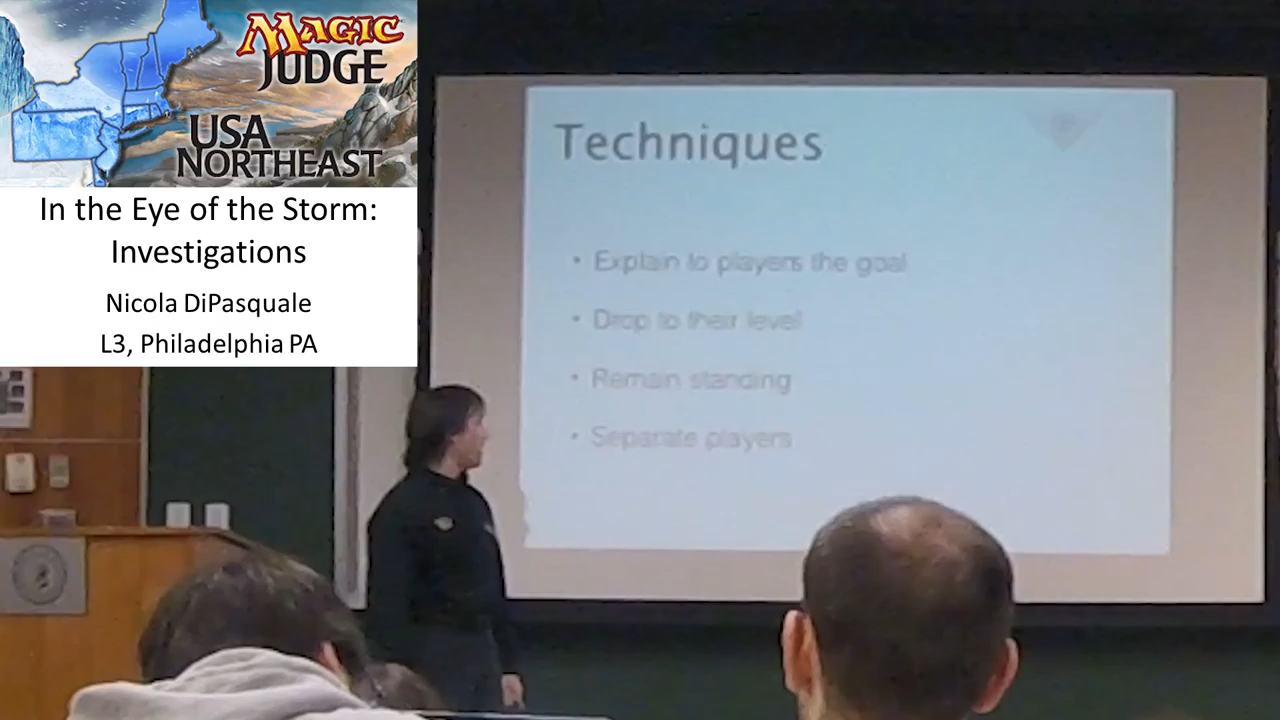 MAGIC
JUDGE
USA
NORTHEAST
In the Eye of the Storm:
Investigations
Nicola DiPasquale
L3, Philadelphia PA
Techniques
• Explain to players the goal
• Drop to their level
• Remain standing
• Separate players